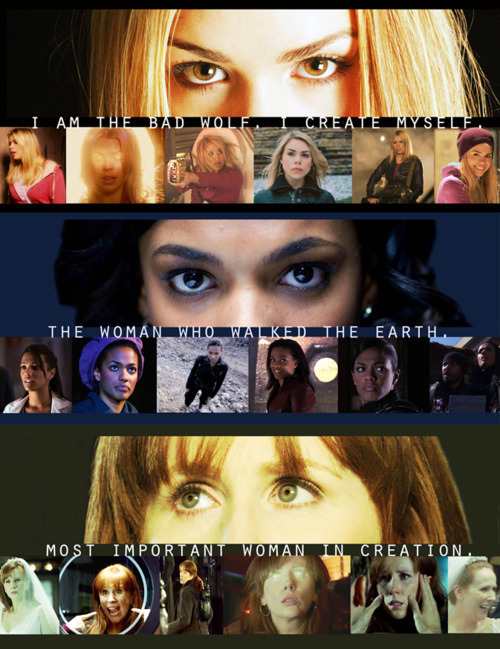 I AM THE BAD WOLF. I CREATE MYSELF.
THE WOMAN WHO WALKED THE EARTH.
MOST IMPORTANT WOMAN IN CREATION.